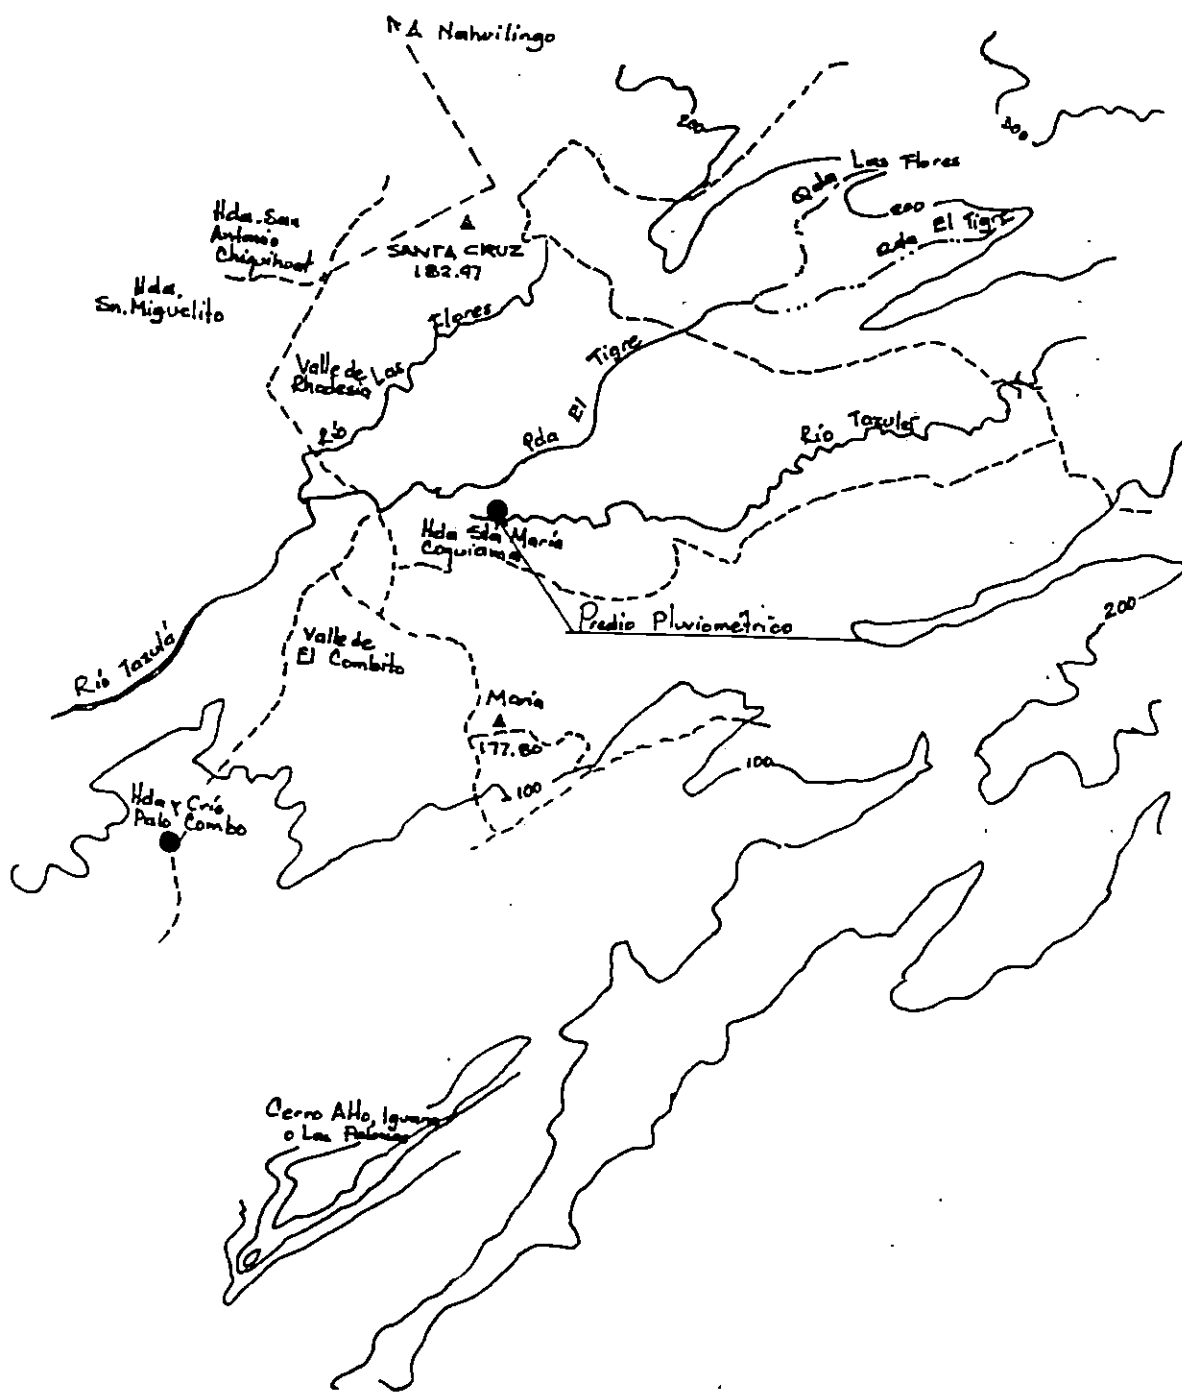 A Nahuilingo
200
300
Qda Las Flores
200
Qda El Tigre
Hda. San
Antonio
Chiquihoat
SANTA CRUZ
182.97
Hda.
Sn. Miguelito
Río Las Flores
Valle de
Rhodesia
Qda El Tigre
Río Tazulá
Hda Sta María
Coquiama
Predio Pluviométrico
200
Valle de
El Combito
Río Tazulá
María
177.80
100
100
Hda y Crío
Palo Combo
Cerro Alto, Iguana
o Las